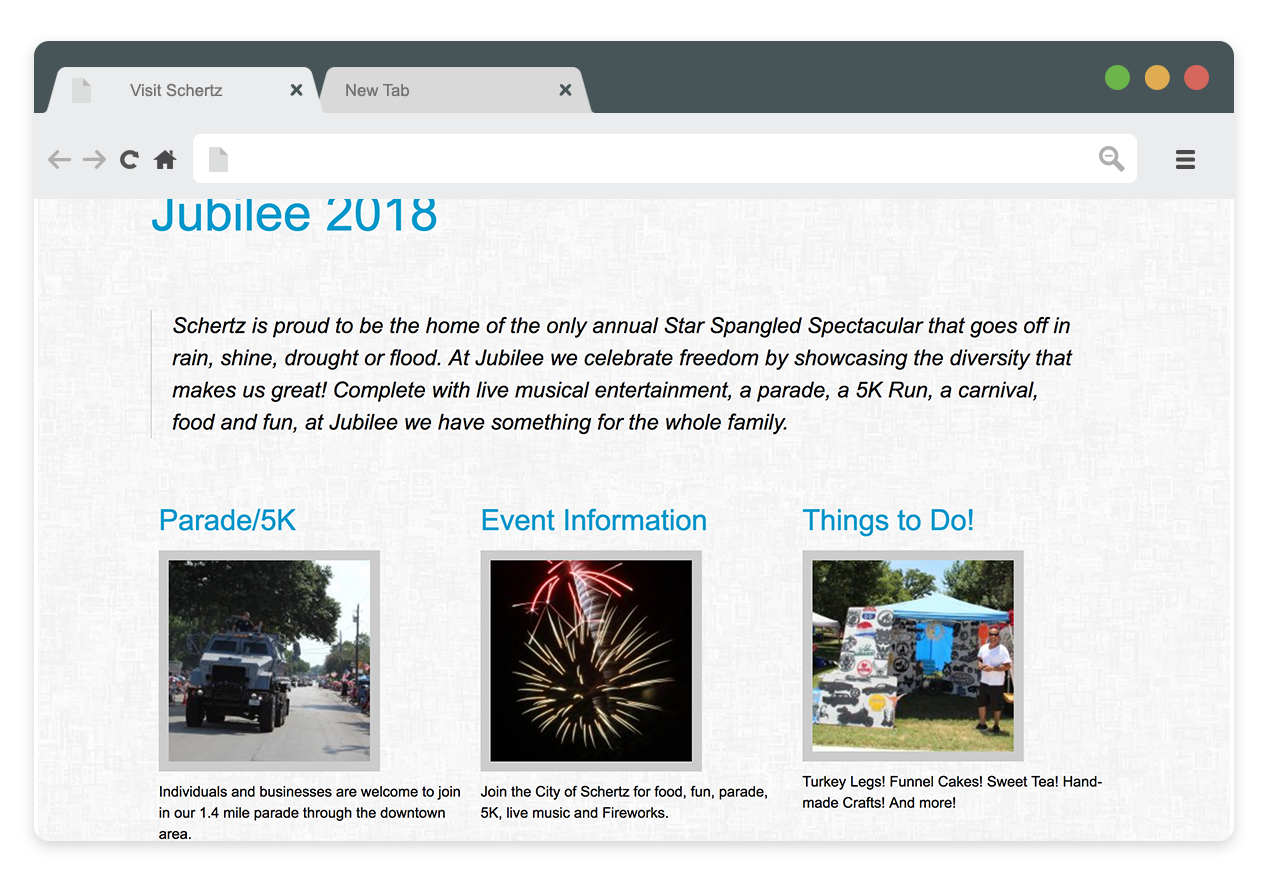 Visit Schertz
New Tab
Jubilee 2018
Schertz is proud to be the home of the only annual Star Spangled Spectacular that goes off in
rain, shine, drought or flood. At Jubilee we celebrate freedom by showcasing the diversity that
makes us great! Complete with live musical entertainment, a parade, a 5K Run, a carnival,
food and fun, at Jubilee we have something for the whole family.
Parade/5K
Individuals and businesses are welcome to join
in our 1.4 mile parade through the downtown
area.
Event Information
Join the City of Schertz for food, fun, parade,
5K, live music and Fireworks.
Things to Do!
Turkey Legs! Funnel Cakes! Sweet Tea! Hand-
made Crafts! And more!